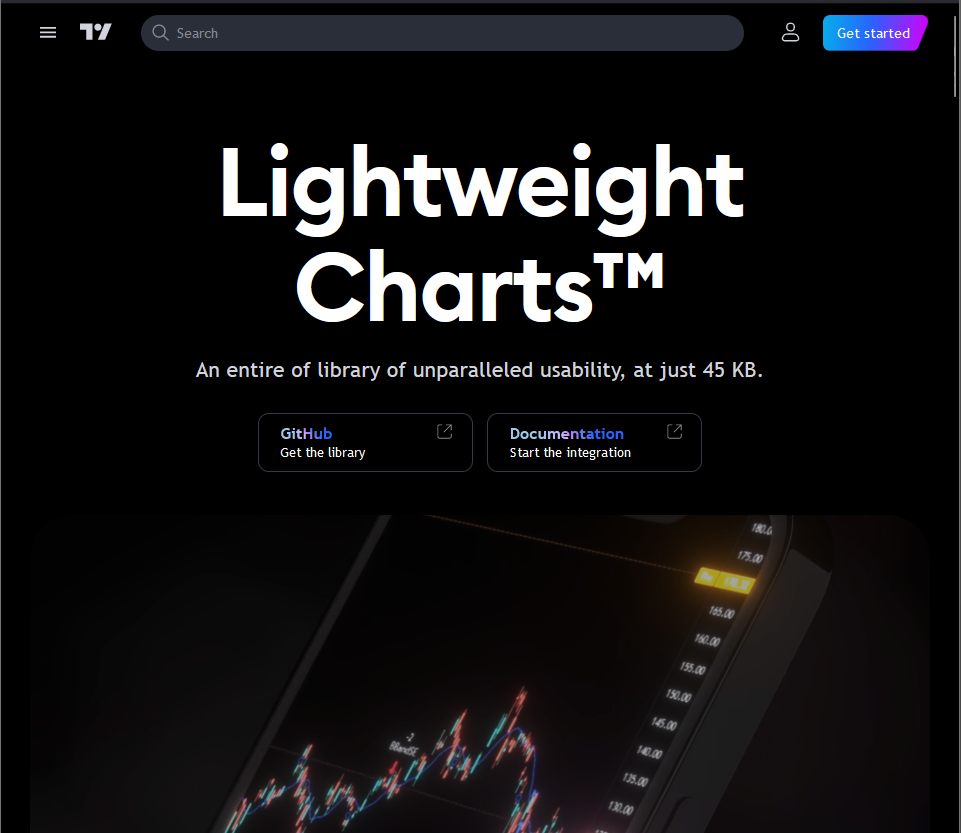 Search
Get started
Lightweight
Charts™
An entire of library of unparalleled usability, at just 45 KB.
GitHub
Get the library
Documentation
Start the integration
180.00
175.00
165.00
160.00
155.00
150.00
-2
BBandSE
145.00
140.00
135.00
130.00